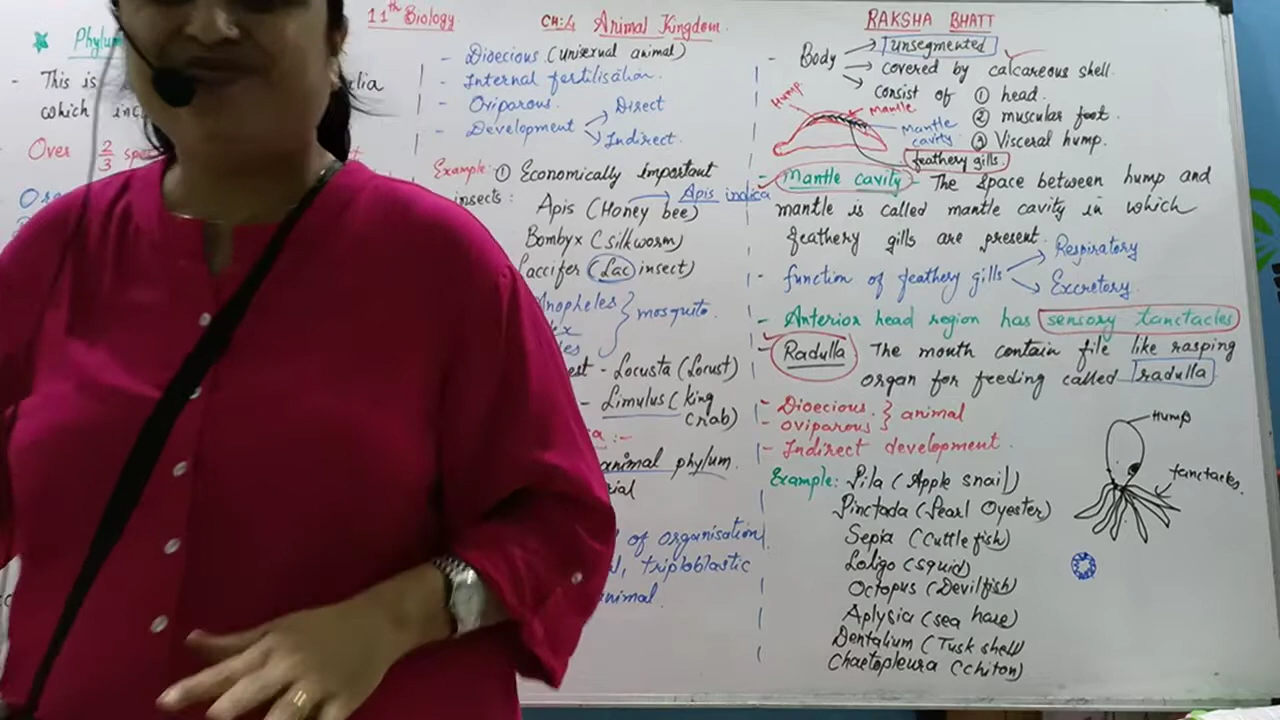 11th Biology
CH:4 Animal Kingdom
RAKSHA BHATT
This is
which inc
Over 2/3 spe
- Dioecious (unisexual animal)
- Internal fertilisation.
- Oviparous.
- Development
Direct
Indirect.
Example: ① Economically important
insects:
Apis (Honey bee)
Apis indica
Bombyx (silkworm)
Laccifer (Lac insect)
Anopheles
mosquito.
est - Locusta (Locust)
- Limulus (king
crab)
animal phylum.
of organisation
triploblastic
animal.
- Body
unsegmented
covered by calcareous shell.
consist of ① head.
② muscular foot.
③ Visceral hump.
Hump
Mantle
Mantle
cavity
feathery gills.
- Mantle cavity - The space between hump and
mantle is called mantle cavity in which
feathery gills are present.
- function of feathery gills
Respiratory
Excretory.
- Anterior head region has sensory tanctacles
- Radulla The mouth contain file like rasping
organ for feeding called radulla
- Dioecious.
- oviparous
animal
- Indirect development.
Example: Pila (Apple snail)
Pinctada (Pearl Oyester)
Sepia (Cuttlefish)
Loligo (squid)
Octopus (Devilfish)
Aplysia (sea hare)
Dentalium (Tusk shell
Chaetopleura (chiton)
Hump
tanctacles.